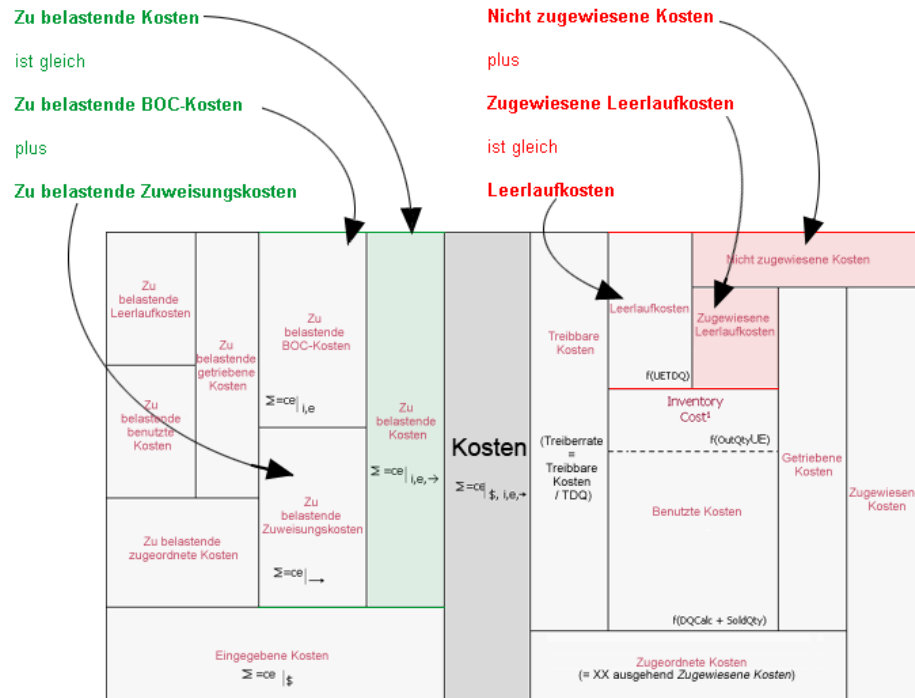 Zu belastende Kosten
ist gleich
Zu belastende BOC-Kosten
plus
Zu belastende Zuweisungskosten
Nicht zugewiesene Kosten
plus
Zugewiesene Leerlaufkosten
ist gleich
Leerlaufkosten
Zu
belastende
Leerlaufkosten
Zu
belastende
benutzte
Kosten
Zu
belastende
getriebene
Kosten
Zu belastende
zugeordnete Kosten
Zu
belastende
BOC-Kosten
Σ=ce|i,e
Zu
belastende
Zuweisungskosten
Σ=ce|→
Zu
belastende
Kosten
Σ=ce|i,e,→
Eingegebene Kosten
Σ=ce|$
Kosten
Σ=ce|$, i,e,→
Treibbare
Kosten
(Treiberrate
=
Treibbare
Kosten
/ TDQ)
Leerlaufkosten
f(UETDQ)
Nicht zugewiesene Kosten
Zugewiesene
Leerlaufkosten
Inventory
Cost¹
f(OutQtyUE)
Benutzte Kosten
f(DQCalc + SoldQty)
Getriebene
Kosten
Zugewiesen
Kosten
Zugeordnete Kosten
(= XX ausgehend Zugewiesene Kosten)